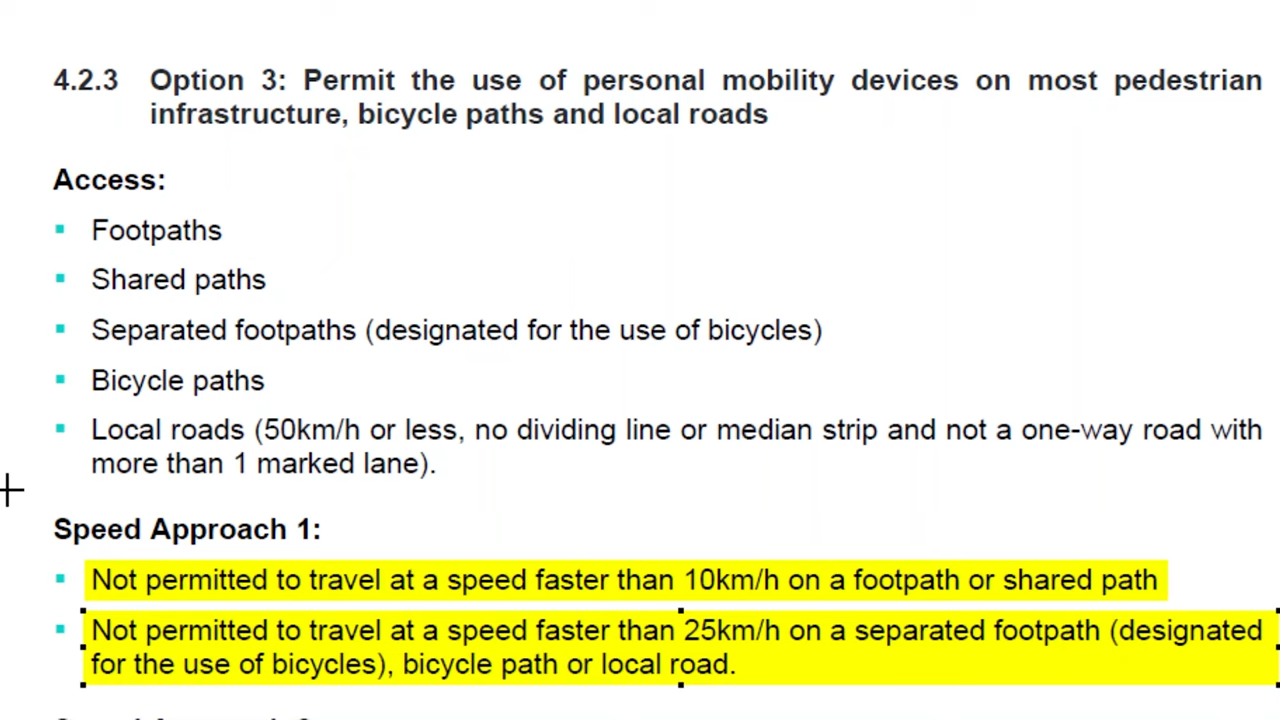 4.2.3 Option 3: Permit the use of personal mobility devices on most pedestrian
infrastructure, bicycle paths and local roads
Access:
Footpaths
Shared paths
Separated footpaths (designated for the use of bicycles)
Bicycle paths
Local roads (50km/h or less, no dividing line or median strip and not a one-way road with
more than 1 marked lane).
Speed Approach 1:
Not permitted to travel at a speed faster than 10km/h on a footpath or shared path
Not permitted to travel at a speed faster than 25km/h on a separated footpath (designated
for the use of bicycles), bicycle path or local road.